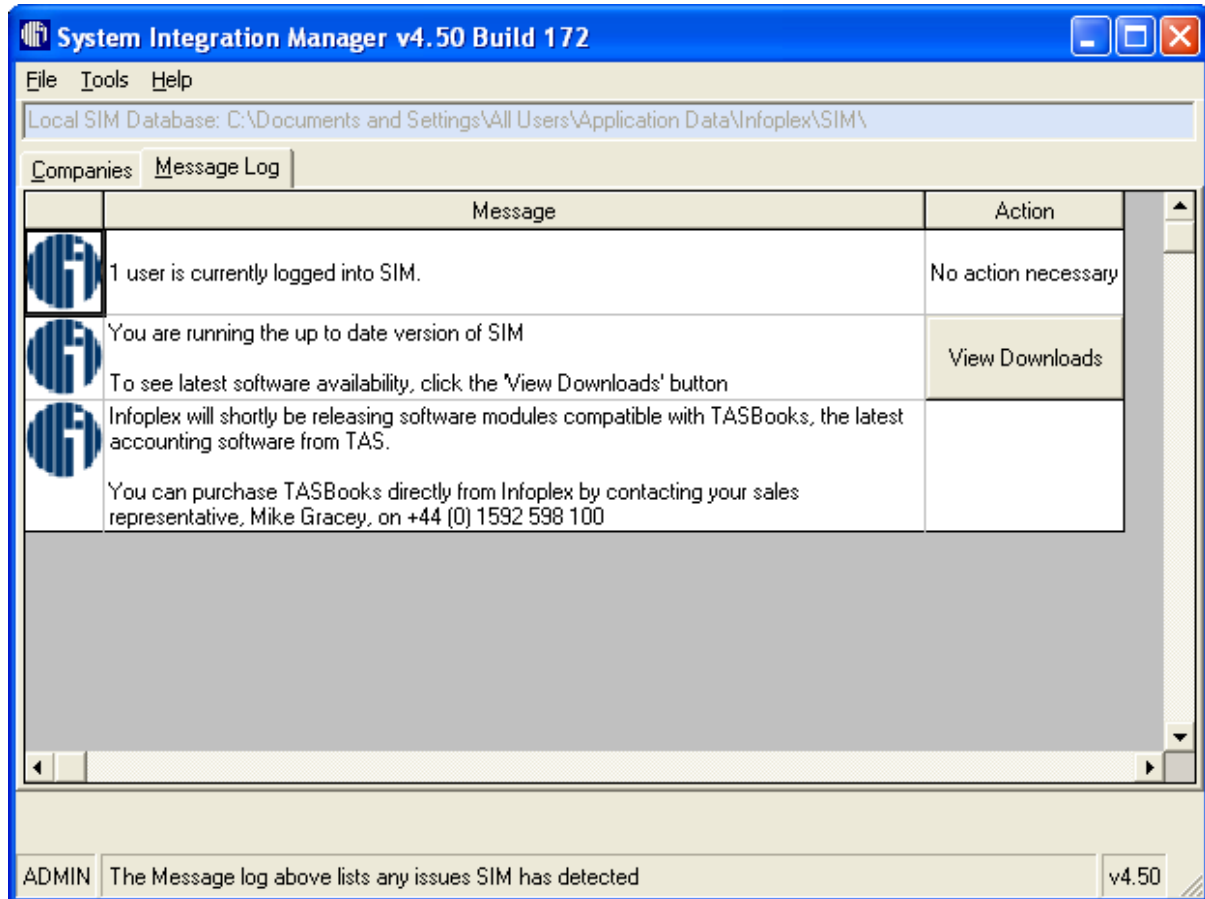 System Integration Manager v4.50 Build 172
File Tools Help
Local SIM Database: C:\Documents and Settings\All Users\Application Data\Infoplex\SIM\
Companies Message Log
Message Action
1 user is currently logged into SIM. No action necessary
You are running the up to date version of SIM
To see latest software availability, click the 'View Downloads' button
View Downloads
Infoplex will shortly be releasing software modules compatible with TASBooks, the latest
accounting software from TAS.
You can purchase TASBooks directly from Infoplex by contacting your sales
representative, Mike Gracey, on +44 (0) 1592 598 100
ADMIN The Message log above lists any issues SIM has detected v4.50